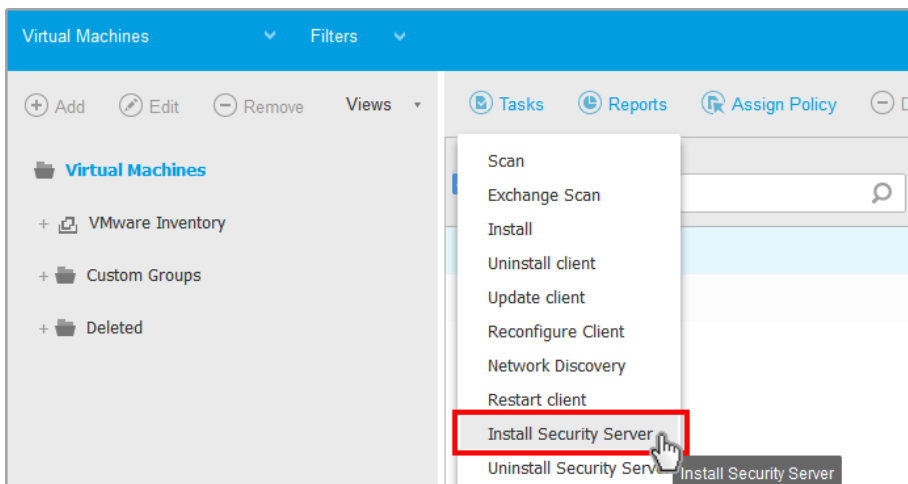 Virtual Machines Filters
Add Edit Remove Views
Tasks Reports Assign Policy
Virtual Machines
VMware Inventory
Custom Groups
Deleted
Scan
Exchange Scan
Install
Uninstall client
Update client
Reconfigure Client
Network Discovery
Restart client
Install Security Server
Uninstall Security
Install Security Server